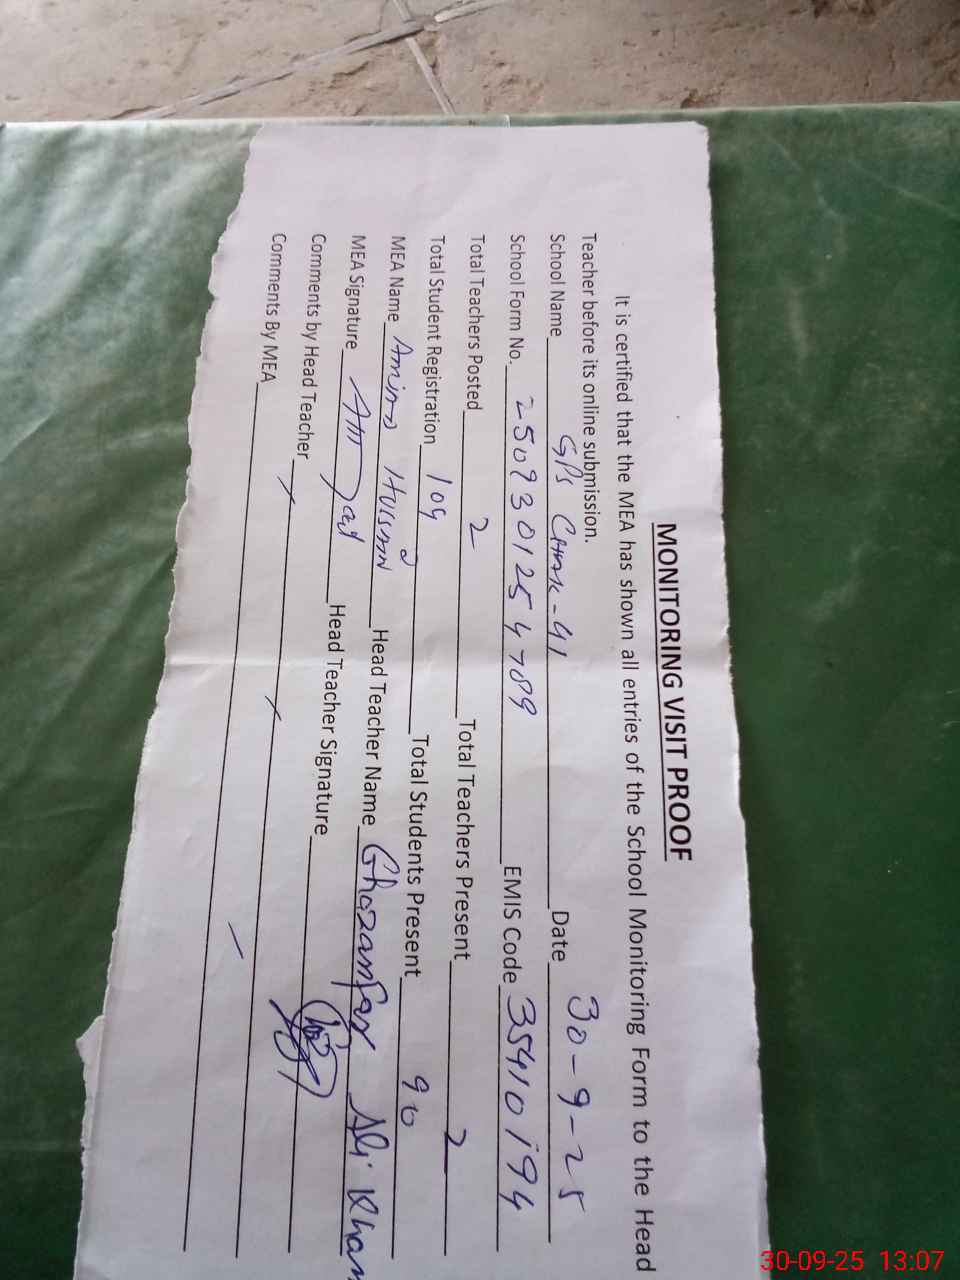 MONITORING VISIT PROOF
It is certified that the MEA has shown all entries of the School Monitoring Form to the Head
Teacher before its online submission.
School Name GPS Chak-41 Date 30-9-25
School Form No. 2509301254789 EMIS Code 35410194
Total Teachers Posted 2 Total Teachers Present 2
Total Student Registration 109 Total Students Present 90
MEA Name Amjad Hussain Head Teacher Name Ghazanfar Ali Khan
MEA Signature Amjad Head Teacher Signature
Comments by Head Teacher
Comments By MEA
30-09-25 13:07